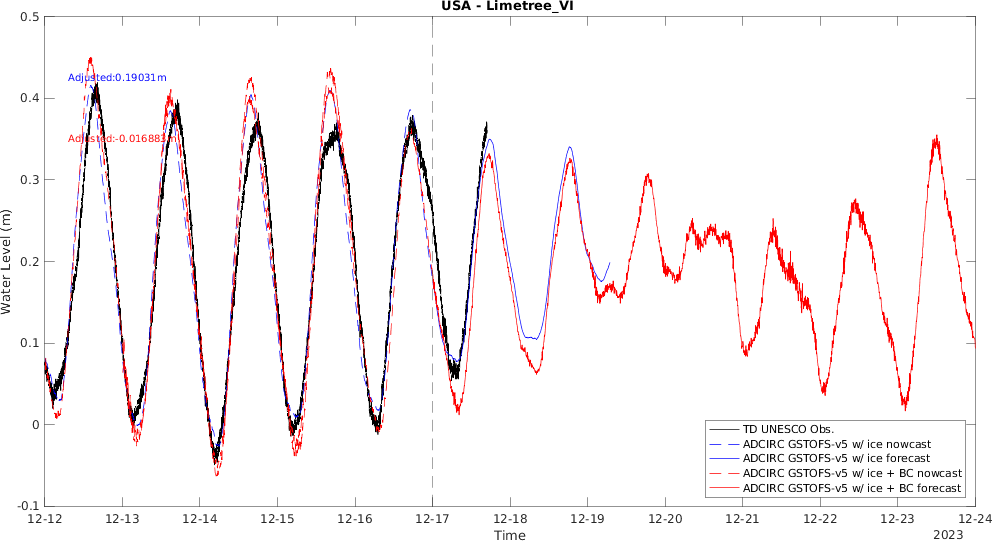 USA - Limetree_VI
0.5
0.4
0.3
0.2
0.1
0
-0.1
Water Level (m)
Adjusted:0.19031m
Adjusted:-0.016883m
TD UNESCO Obs.
ADCIRC GSTOFS-v5 w/ ice nowcast
ADCIRC GSTOFS-v5 w/ ice forecast
ADCIRC GSTOFS-v5 w/ ice + BC nowcast
ADCIRC GSTOFS-v5 w/ ice + BC forecast
12-12 12-13 12-14 12-15 12-16 12-17 12-18 12-19 12-20 12-21 12-22 12-23 12-24
Time
2023